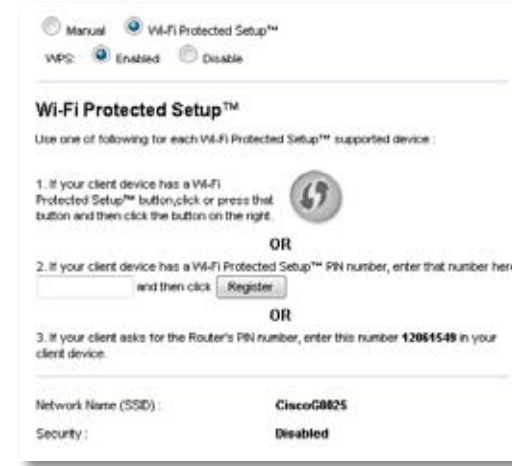 Manual Wi-Fi Protected Setup™
WPS: Enabled Disable
Wi-Fi Protected Setup™
Use one of following for each Wi-Fi Protected Setup™ supported device :
1. If your client device has a Wi-Fi
Protected Setup™ button,click or press that
button and then click the button on the right.
OR
2. If your client device has a Wi-Fi Protected Setup™ PIN number, enter that number here
and then click Register
OR
3. If your client asks for the Router's PIN number, enter this number 12061549 in your
client device.
Network Name (SSID) : CiscoG0025
Security : Disabled